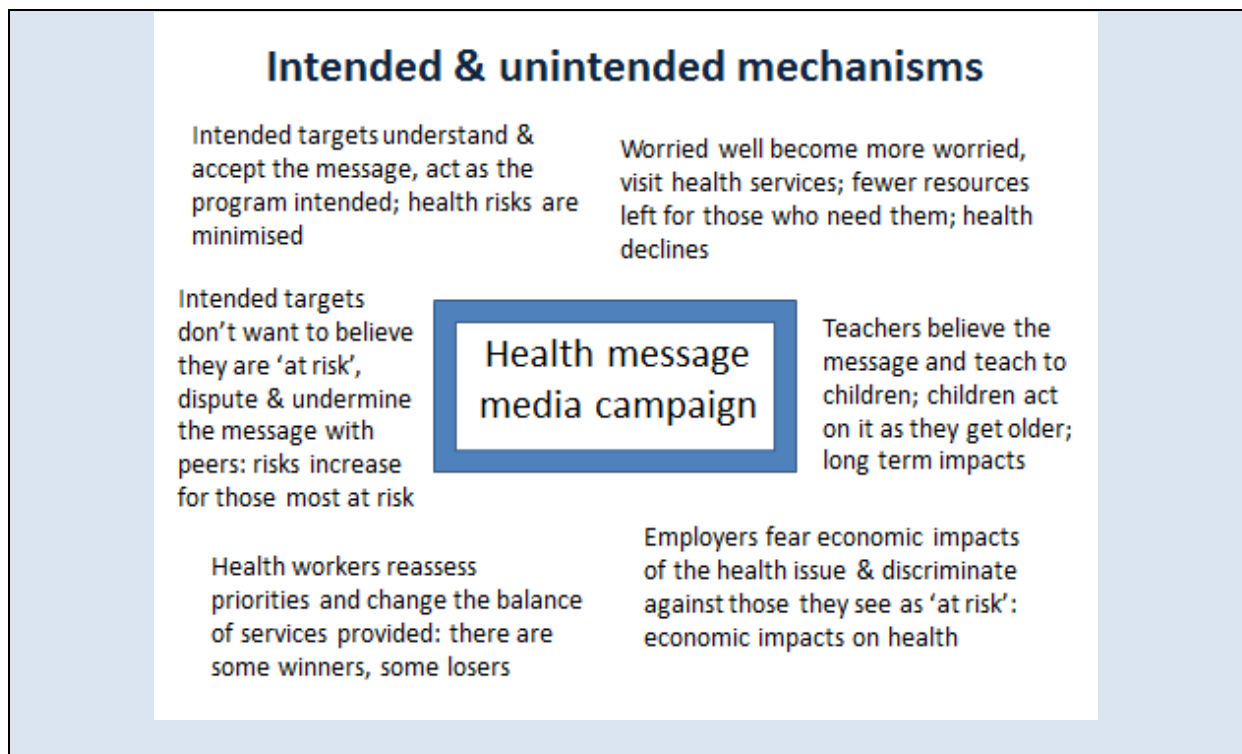 Intended & unintended mechanisms
Intended targets understand &
accept the message, act as the
program intended; health risks are
minimised
Worried well become more worried,
visit health services; fewer resources
left for those who need them; health
declines
Intended targets
don't want to believe
they are 'at risk',
dispute & undermine
the message with
peers: risks increase
for those most at risk
Health message
media campaign
Teachers believe the
message and teach to
children; children act
on it as they get older;
long term impacts
Health workers reassess
priorities and change the balance
of services provided: there are
some winners, some losers
Employers fear economic impacts
of the health issue & discriminate
against those they see as 'at risk':
economic impacts on health